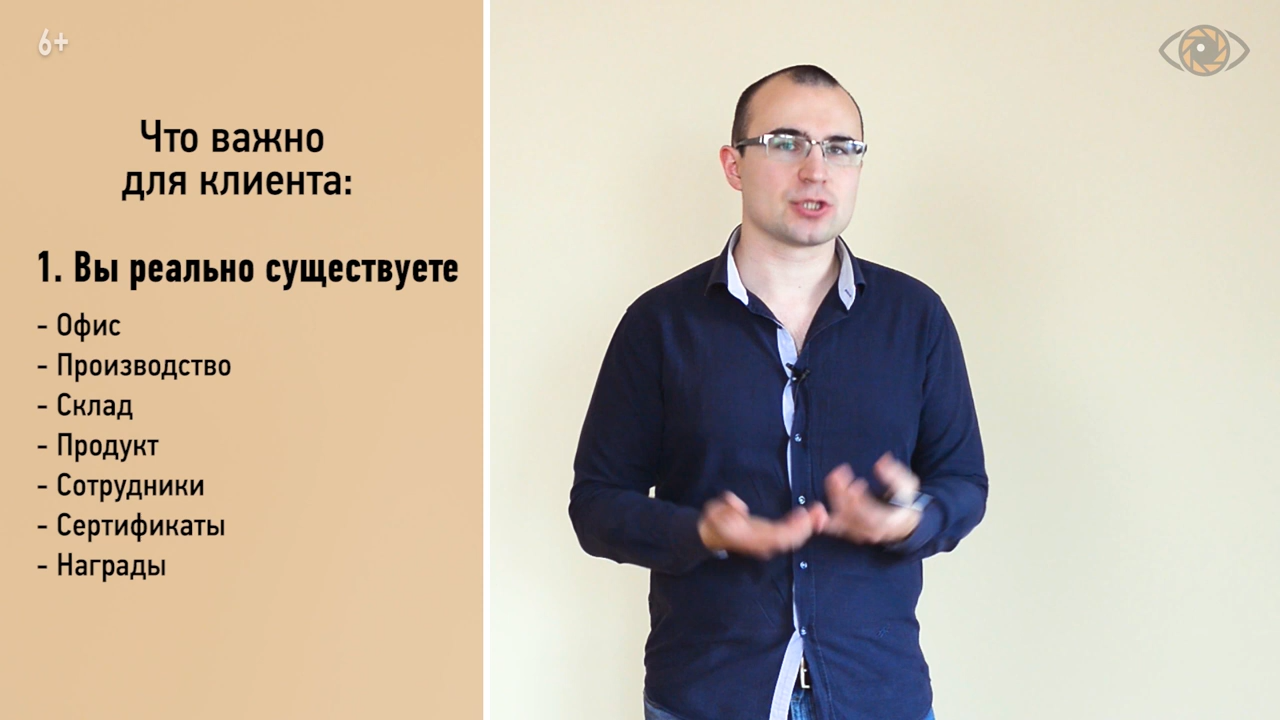 6+
Что важно
для клиента:
1. Вы реально существуете
- Офис
- Производство
- Склад
- Продукт
- Сотрудники
- Сертификаты
- Награды